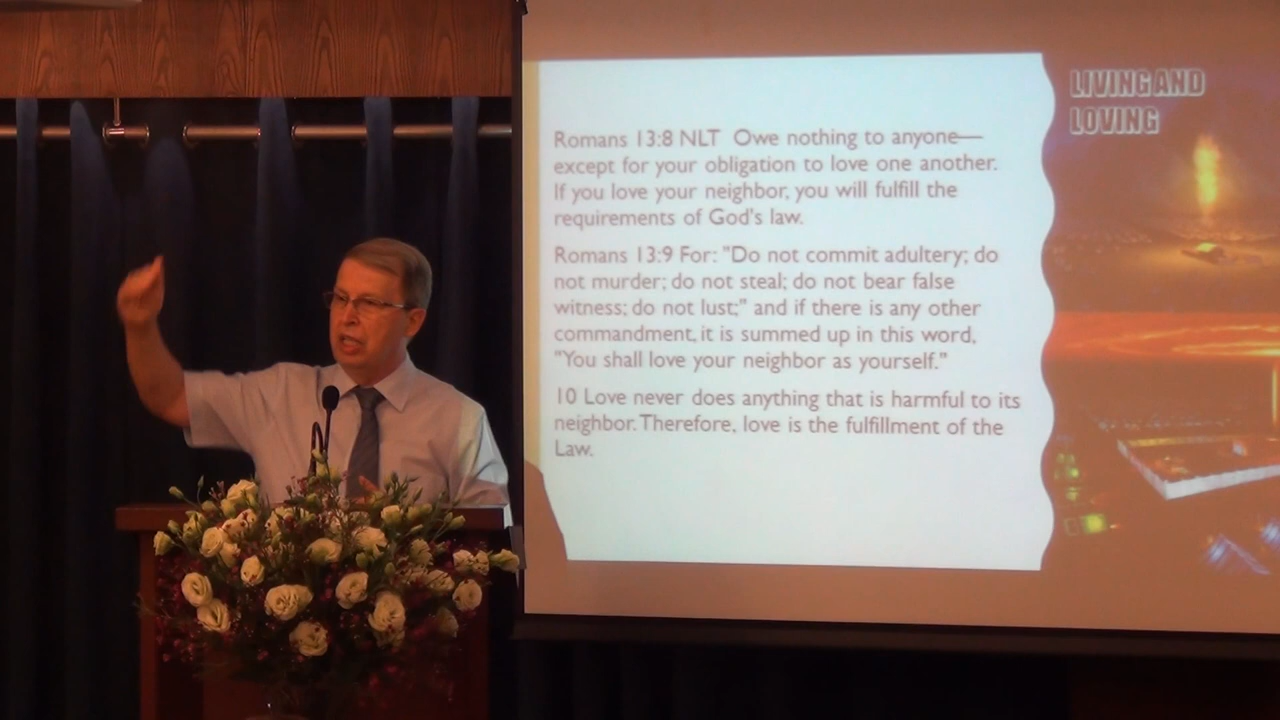 Romans 13:8 NLT Owe nothing to anyone—
except for your obligation to love one another.
If you love your neighbor, you will fulfill the
requirements of God's law.
Romans 13:9 For: "Do not commit adultery; do
not murder; do not steal; do not bear false
witness; do not lust;" and if there is any other
commandment, it is summed up in this word,
"You shall love your neighbor as yourself."
10 Love never does anything that is harmful to its
neighbor. Therefore, love is the fulfillment of the
Law.
LIVING AND
LOVING